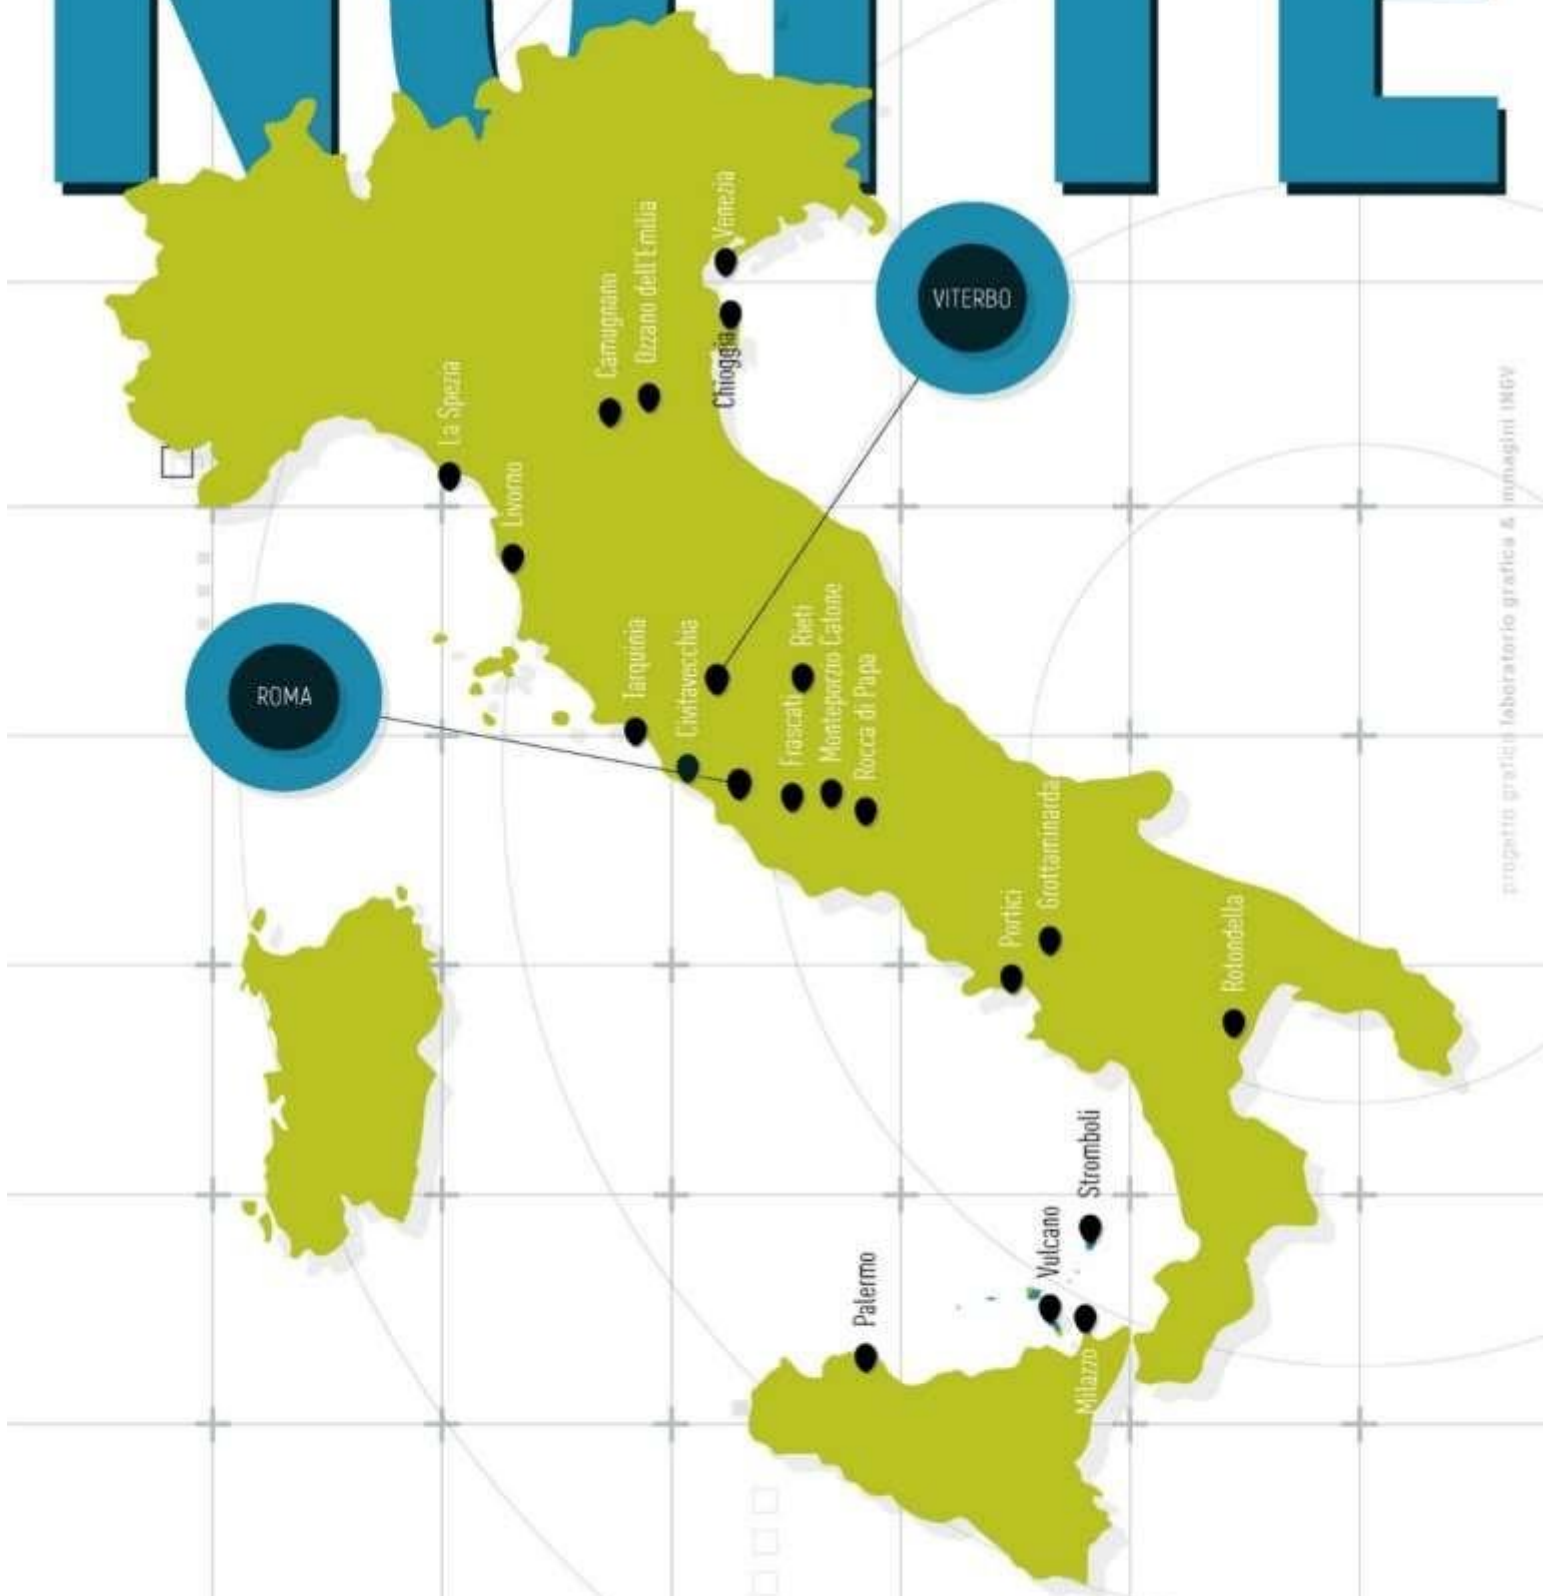 NOTTE
Venezia
Ozzano dell'Emilia
Camugnano
VITERBO
Chioggia
La Spezia
Livorno
Rieti
Monteporzio Catone
Tarquinia
Civitavecchia
Rocca di Papa
ROMA
Frascati
Grottaminarda
Portici
Rotondella
Stromboli
Vulcano
Palermo
Milazzo
progetto grafico laboratorio grafica & immagini INGV